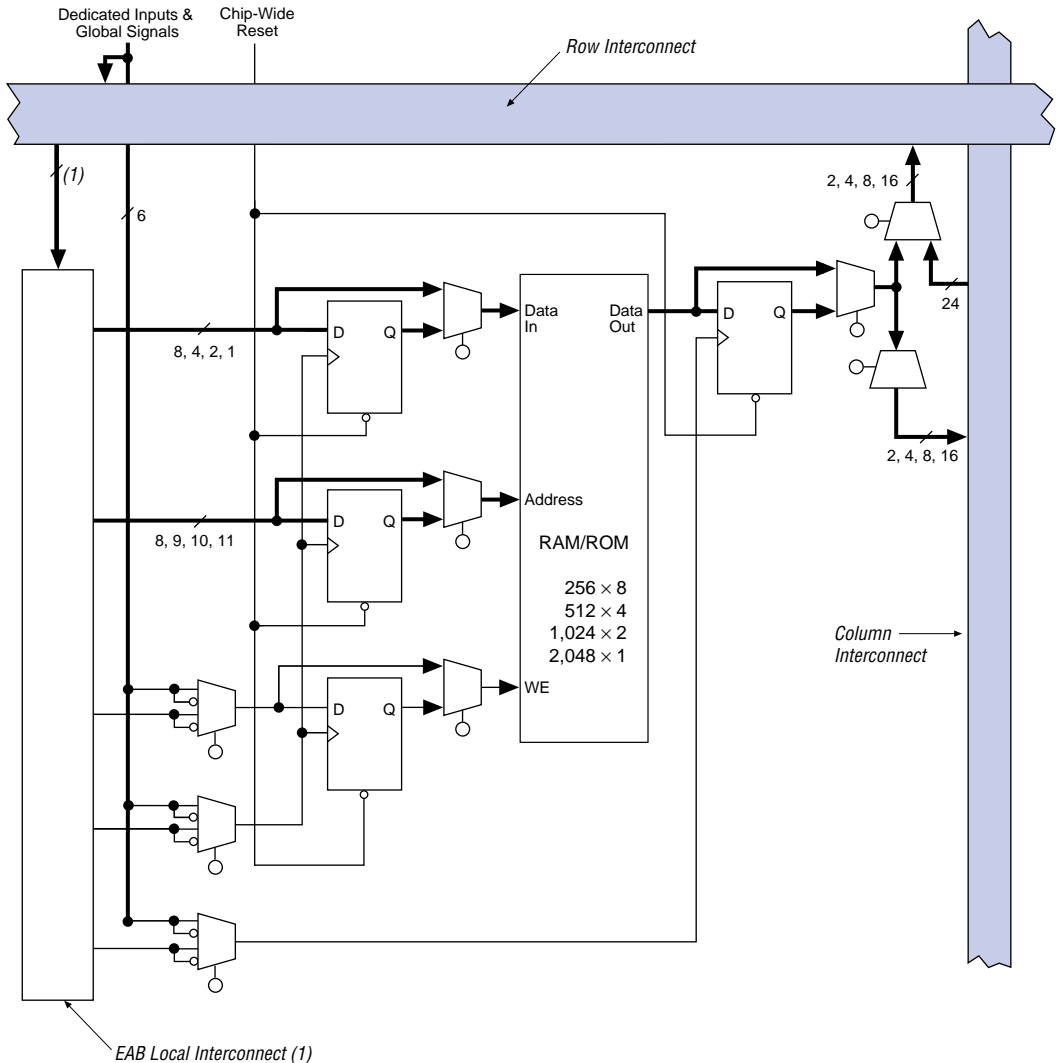 Dedicated Inputs &
Global Signals
Chip-Wide
Reset
Row Interconnect
(1)
6
2, 4, 8, 16
24
8, 4, 2, 1
D
Q
Data
In
Data
Out
D
Q
2, 4, 8, 16
8, 9, 10, 11
D
Q
Address
RAM/ROM
256 × 8
512 × 4
1,024 × 2
2,048 × 1
Column
Interconnect
D
Q
WE
EAB Local Interconnect (1)